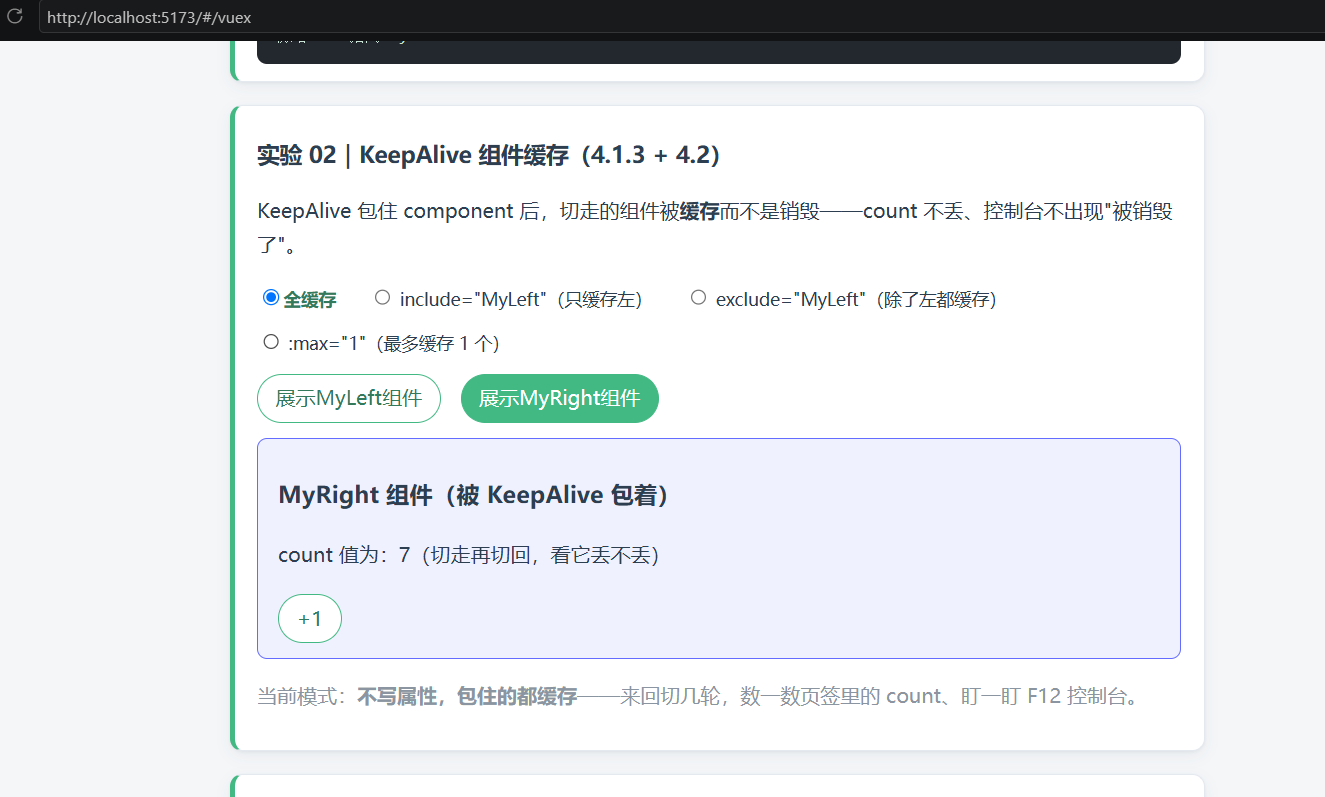 http://localhost:5173/#/vuex
实验 02 | KeepAlive 组件缓存（4.1.3 + 4.2）
KeepAlive 包住 component 后，切走的组件被缓存而不是销毁——count 不丢、控制台不出现"被销毁
了"。
全缓存 include="MyLeft"（只缓存左） exclude="MyLeft"（除了左都缓存）
:max="1"（最多缓存 1 个）
展示MyLeft组件 展示MyRight组件
MyRight 组件（被 KeepAlive 包着）
count 值为：7（切走再切回，看它丢不丢）
+1
当前模式：不写属性，包住的都缓存——来回切几轮，数一数页签里的 count、盯一盯 F12 控制台。